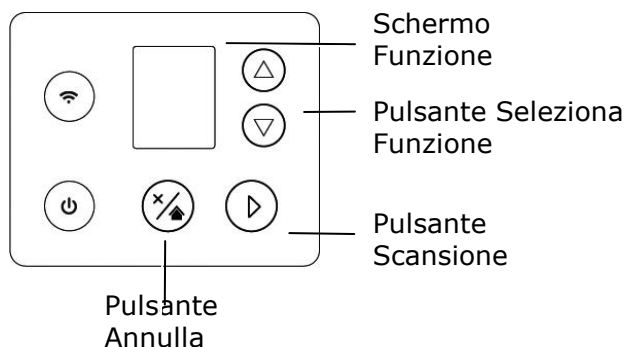 Schermo
Funzione
Pulsante Seleziona
Funzione
Pulsante
Scansione
Pulsante
Annulla